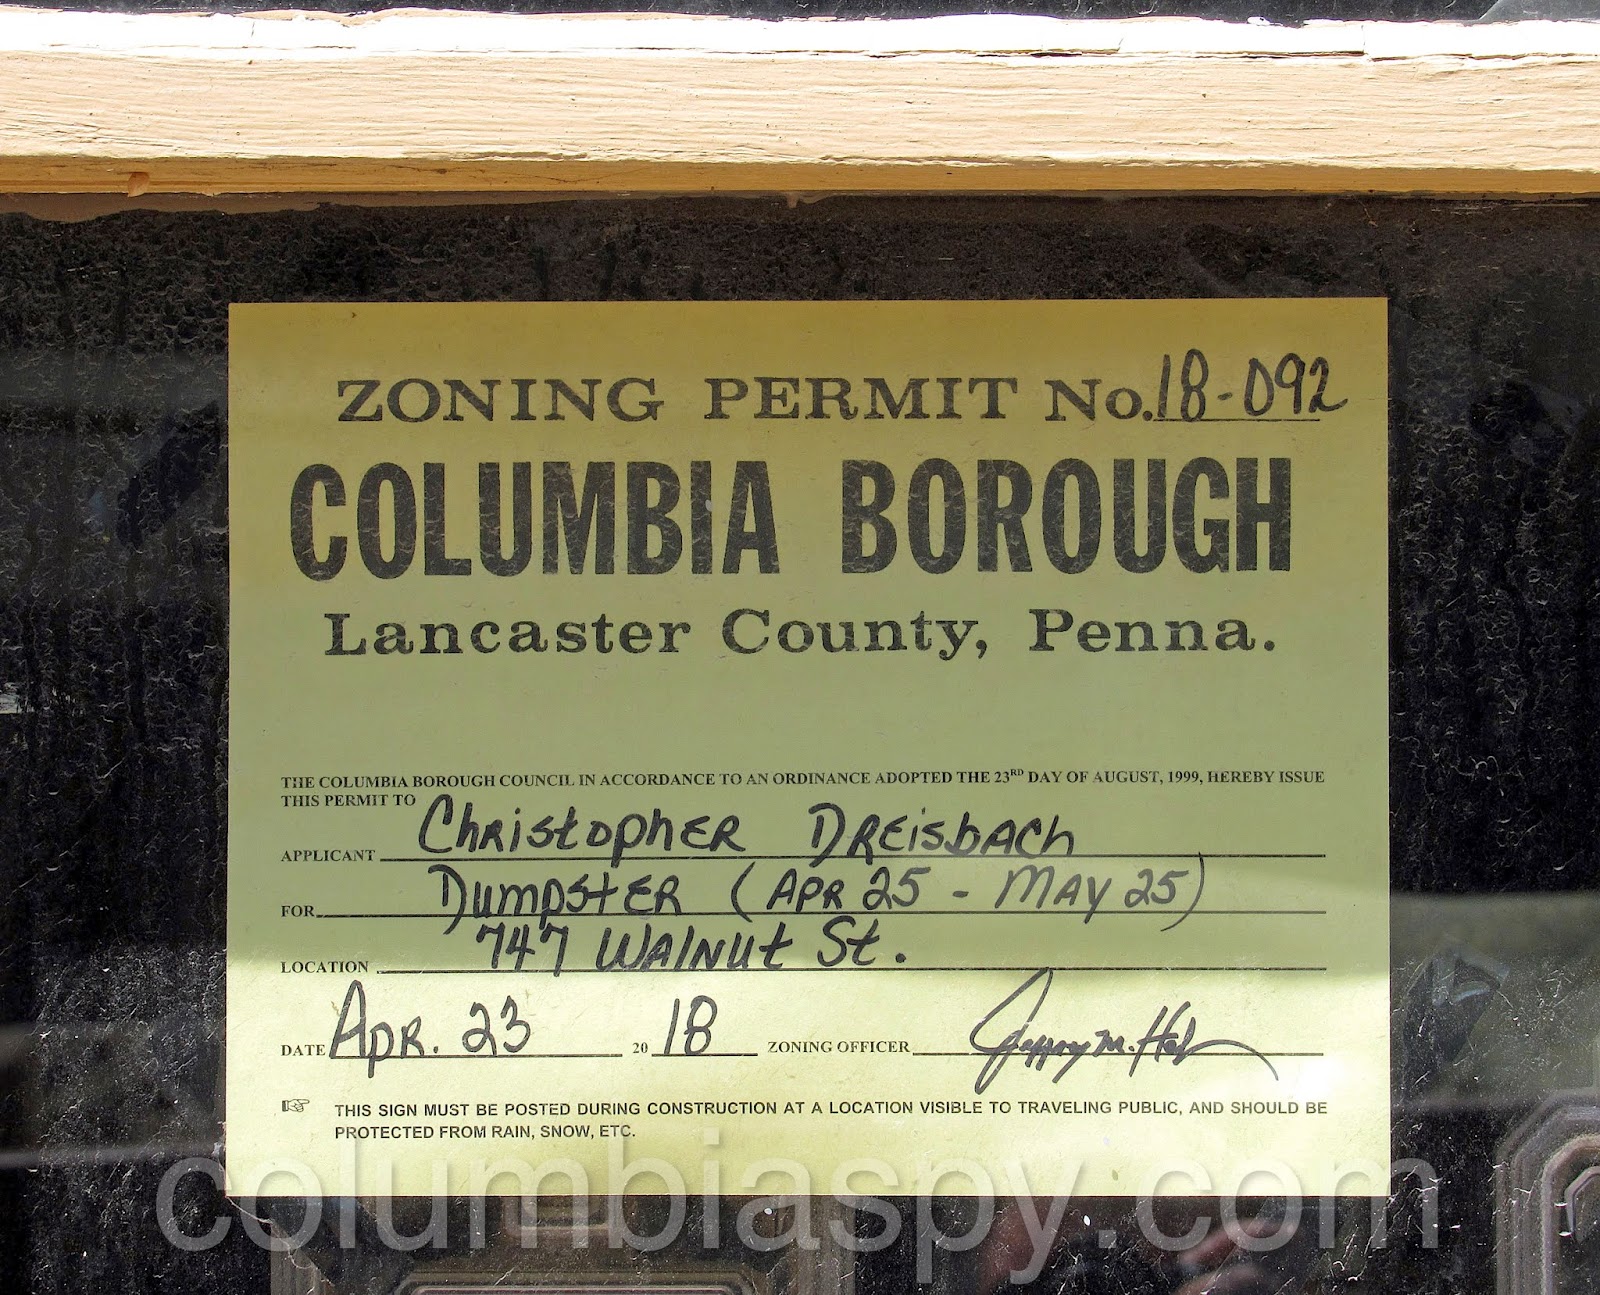 ZONING PERMIT No. 18-092
COLUMBIA BOROUGH
Lancaster County, Penna.
THE COLUMBIA BOROUGH COUNCIL IN ACCORDANCE TO AN ORDINANCE ADOPTED THE 23RD DAY OF AUGUST, 1999, HEREBY ISSUE
THIS PERMIT TO
APPLICANT Christopher Dreisbach
FOR Dumpster (Apr 25 - May 25)
LOCATION 747 Walnut St.
DATE Apr. 23 20 18 ZONING OFFICER Jeffrey M.
THIS SIGN MUST BE POSTED DURING CONSTRUCTION AT A LOCATION VISIBLE TO TRAVELING PUBLIC, AND SHOULD BE
PROTECTED FROM RAIN, SNOW, ETC.
columbiaspy.com